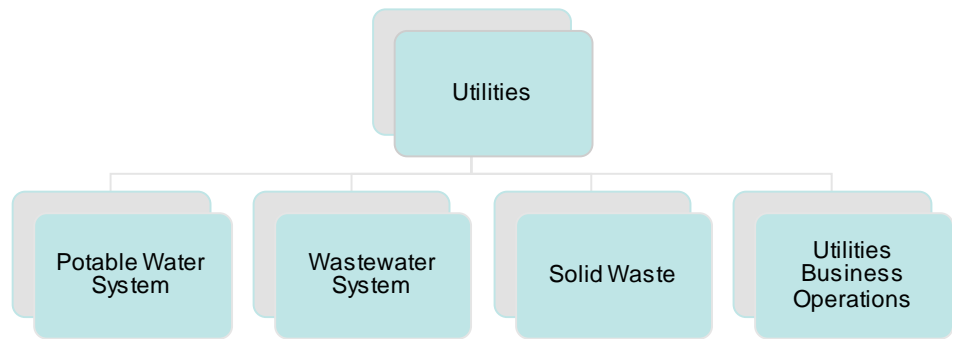 Utilities
Potable Water
System
Wastewater
System
Solid Waste
Utilities
Business
Operations